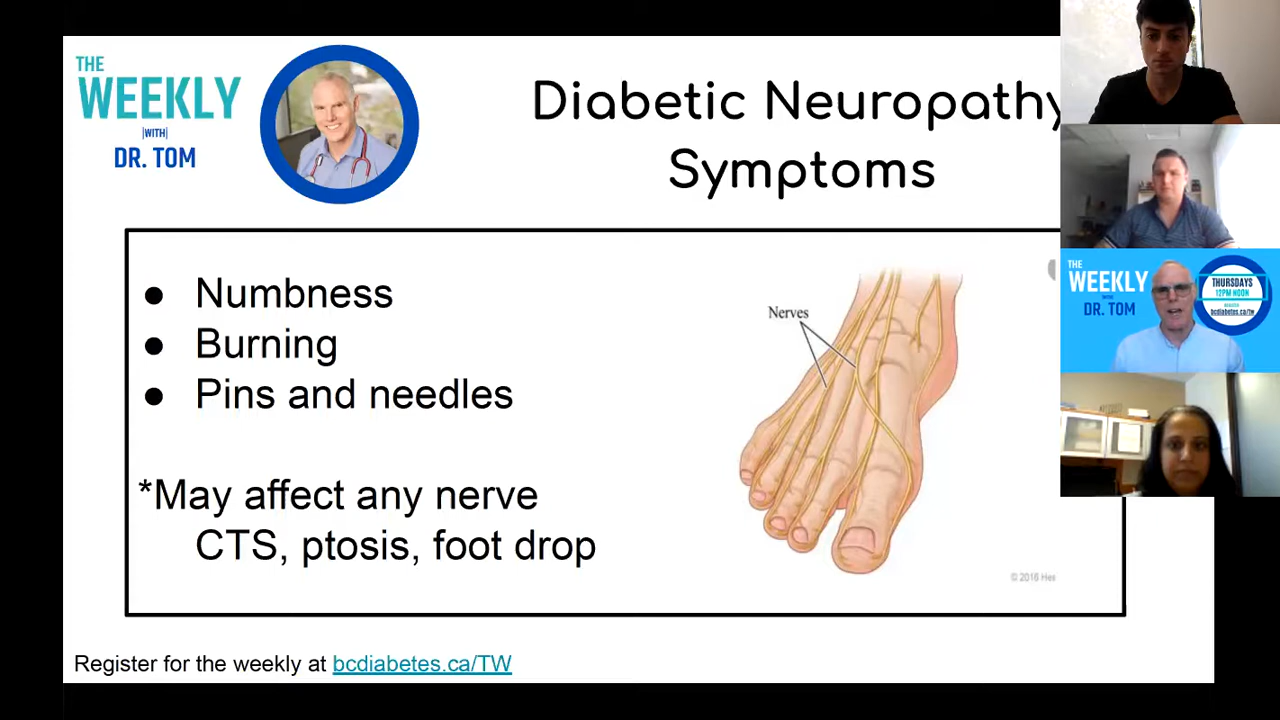 THE
WEEKLY
|WITH|
DR. TOM
Diabetic Neuropathy
Symptoms
● Numbness
● Burning
● Pins and needles
*May affect any nerve
CTS, ptosis, foot drop
Nerves
© 2016 Hea
Register for the weekly at bcdiabetes.ca/TW
THE
WEEKLY
WITH
DR. TOM
THURSDAYS
12PM NOON
REGISTER
bcdiabetes.ca/tw